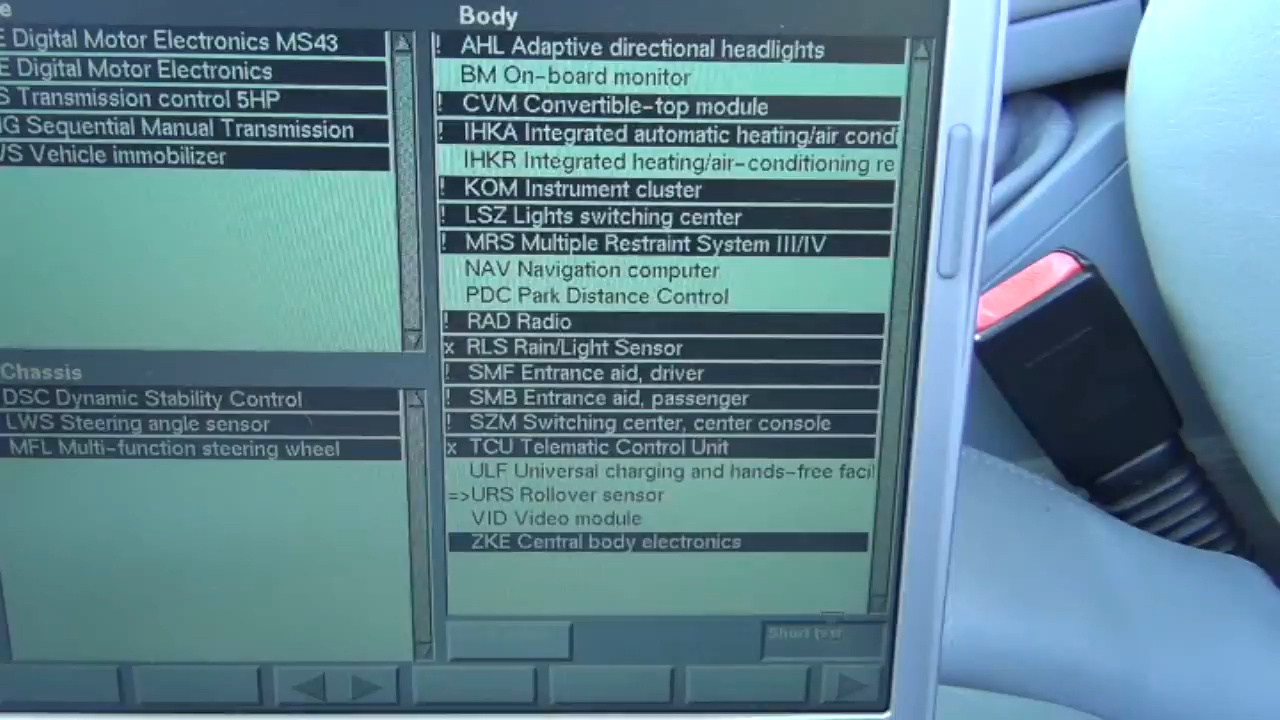 e
E Digital Motor Electronics MS43
E Digital Motor Electronics
S Transmission control 5HP
IG Sequential Manual Transmission
VS Vehicle immobilizer
Chassis
DSC Dynamic Stability Control
LWS Steering angle sensor
MFL Multi-function steering wheel
Body
! AHL Adaptive directional headlights
BM On-board monitor
! CVM Convertible-top module
! IHKA Integrated automatic heating/air condi
IHKR Integrated heating/air-conditioning re
! KOM Instrument cluster
! LSZ Lights switching center
! MRS Multiple Restraint System III/IV
NAV Navigation computer
PDC Park Distance Control
! RAD Radio
x RLS Rain/Light Sensor
! SMF Entrance aid, driver
! SMB Entrance aid, passenger
! SZM Switching center, center console
x TCU Telematic Control Unit
ULF Universal charging and hands-free facil
=>URS Rollover sensor
VID Video module
ZKE Central body electronics
Short